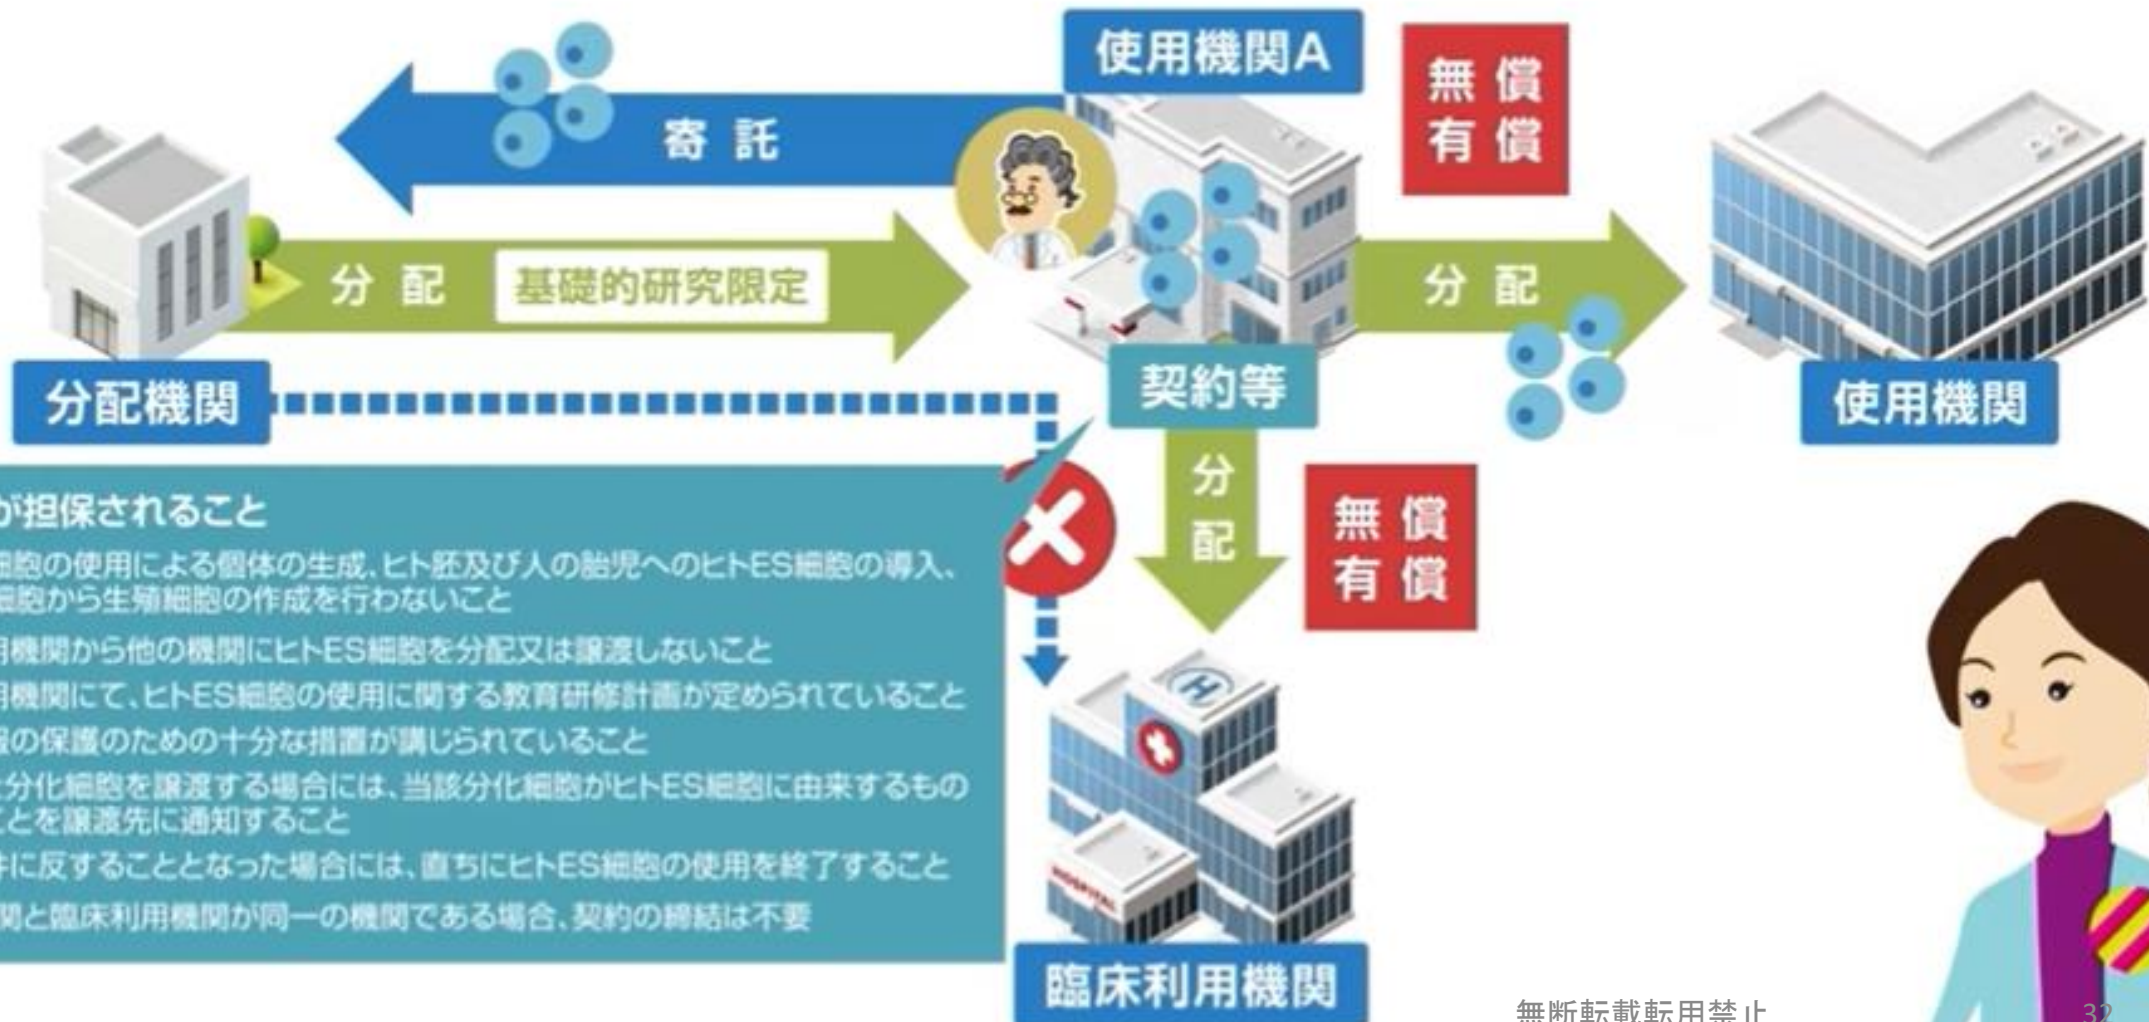 使用機関A
無償
有償
寄託
分配 基礎的研究限定
分配
分配機関
契約等
使用機関
分配
無償
有償
が担保されること
細胞の使用による個体の生成、ヒト胚及び人の胎児へのヒトES細胞の導入、
細胞から生殖細胞の作成を行わないこと
用機関から他の機関にヒトES細胞を分配又は譲渡しないこと
用機関にて、ヒトES細胞の使用に関する教育研修計画が定められていること
報の保護のための十分な措置が講じられていること
分化細胞を譲渡する場合には、当該分化細胞がヒトES細胞に由来するもの
ことを譲渡先に通知すること
件に反することとなった場合には、直ちにヒトES細胞の使用を終了すること
関と臨床利用機関が同一の機関である場合、契約の締結は不要
H
HOSPITAL
臨床利用機関
無断転載転用禁止
32